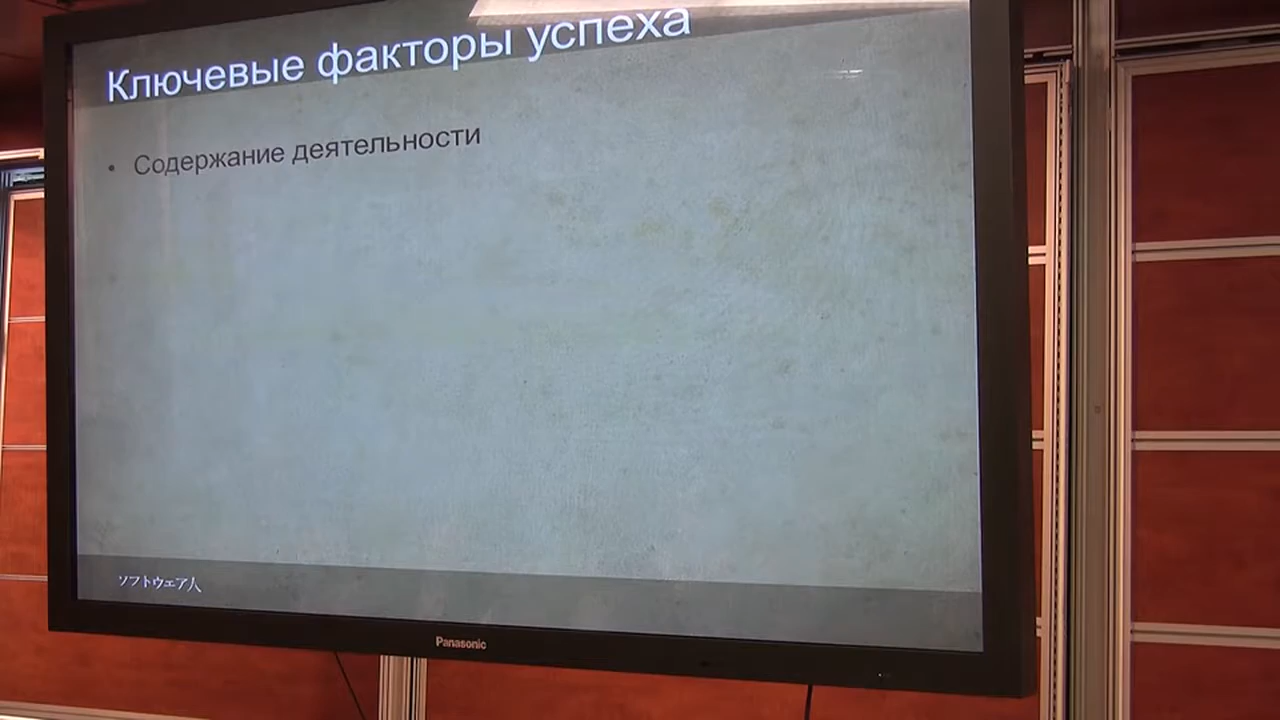 Ключевые факторы успеха
• Содержание деятельности
ソフトウェア人
Panasonic